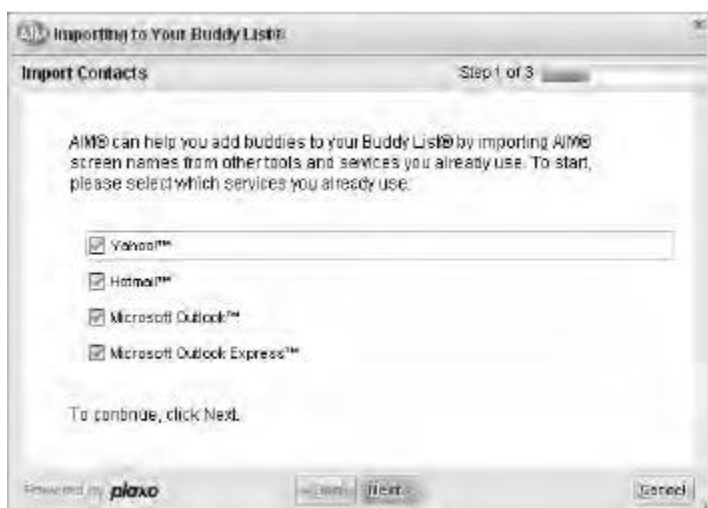 AIM Importing to Your Buddy List®
Import Contacts
Step 1 of 3
AIM® can help you add buddies to your Buddy List® by importing AIM®
screen names from other tools and services you already use. To start,
please select which services you already use:
Yahoo!™
Hotmail™
Microsoft Outlook™
Microsoft Outlook Express™
To continue, click Next.
Powered by plaxo
Next
Cancel